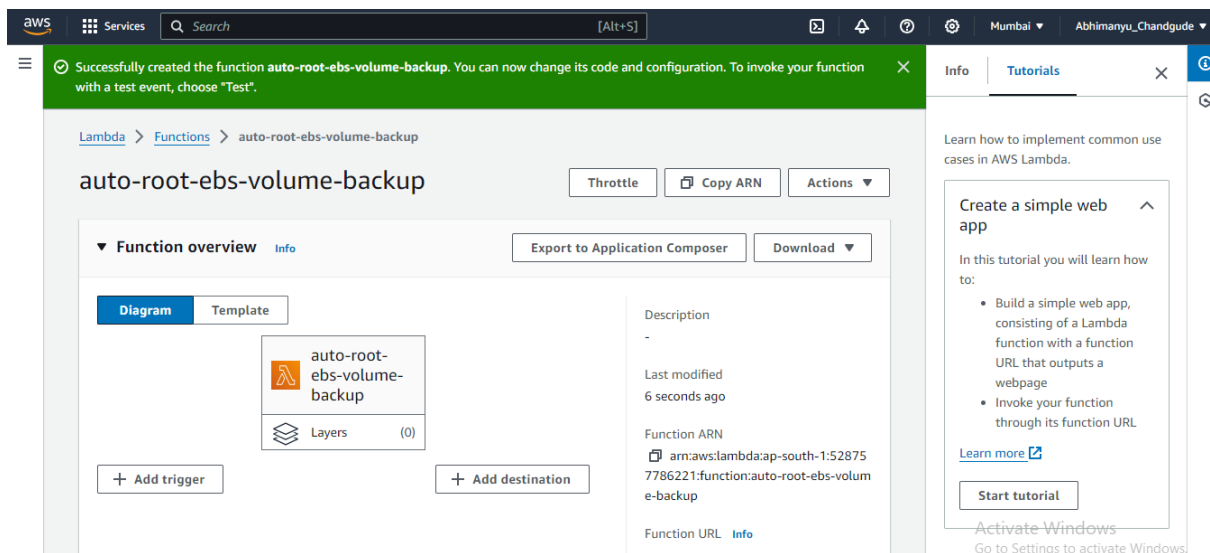 aws
Services
Search
[Alt+S]
Mumbai ▼
Abhimanyu_Chandgude ▼
Successfully created the function auto-root-ebs-volume-backup. You can now change its code and configuration. To invoke your function
with a test event, choose "Test".
Lambda > Functions > auto-root-ebs-volume-backup
auto-root-ebs-volume-backup
Throttle
Copy ARN
Actions ▼
▼ Function overview Info
Export to Application Composer
Download ▼
Diagram
Template
auto-root-
ebs-volume-
backup
Layers (0)
+ Add trigger
+ Add destination
Description
-
Last modified
6 seconds ago
Function ARN
arn:aws:lambda:ap-south-1:52875
7786221:function:auto-root-ebs-volum
e-backup
Function URL Info
Info
Tutorials
Learn how to implement common use
cases in AWS Lambda.
Create a simple web
app
In this tutorial you will learn how
to:
• Build a simple web app,
consisting of a Lambda
function with a function
URL that outputs a
webpage
• Invoke your function
through its function URL
Learn more
Start tutorial
Activate Windows
Go to Settings to activate Windows.